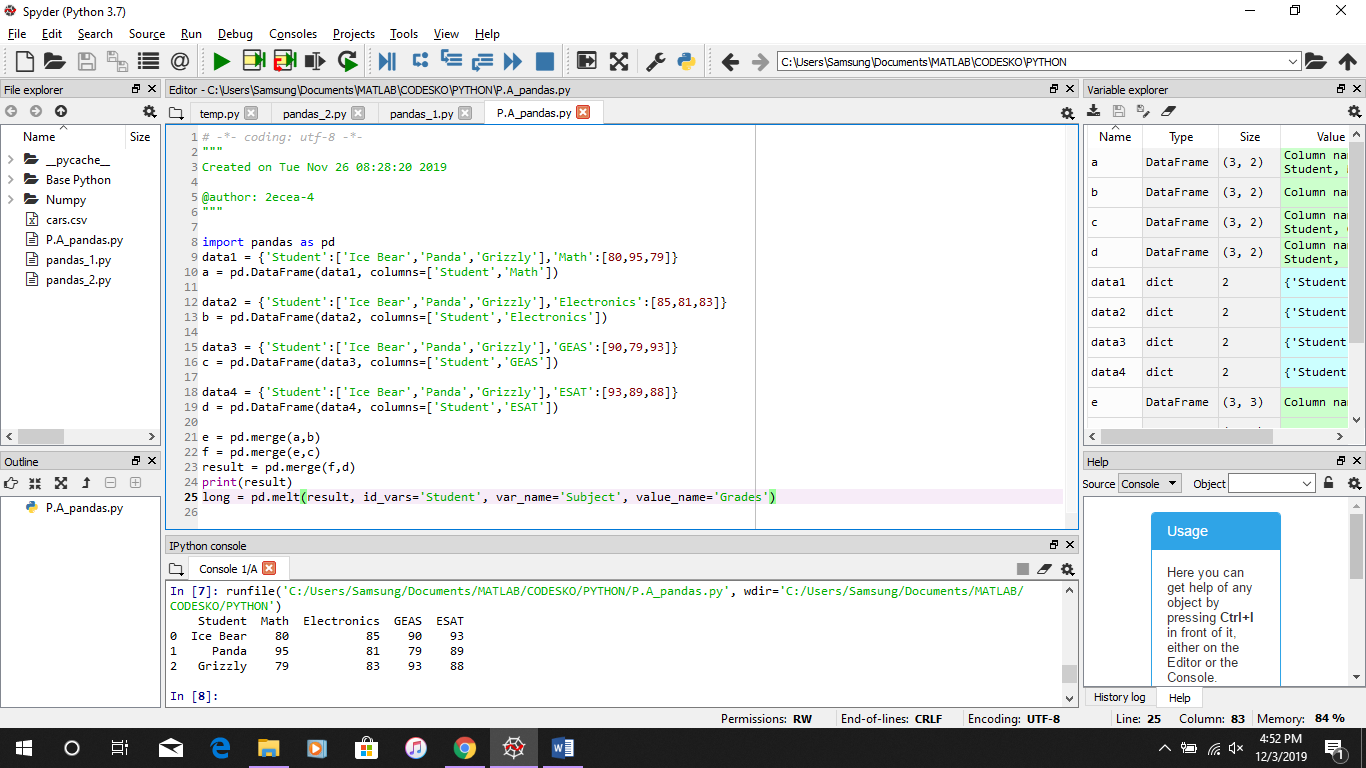 Spyder (Python 3.7)
File Edit Search Source Run Debug Consoles Projects Tools View Help
C:\Users\Samsung\Documents\MATLAB\CODESKO\PYTHON
File explorer
Name Size
__pycache__
Base Python
Numpy
cars.csv
P.A_pandas.py
pandas_1.py
pandas_2.py
Outline
P.A_pandas.py
Editor - C:\Users\Samsung\Documents\MATLAB\CODESKO\PYTHON\P.A_pandas.py
temp.py pandas_2.py pandas_1.py P.A_pandas.py
1 # -*- coding: utf-8 -*-
2 """
3 Created on Tue Nov 26 08:28:20 2019
4
5 @author: 2ecea-4
6 """
7
8 import pandas as pd
9 data1 = {'Student':['Ice Bear','Panda','Grizzly'],'Math':[80,95,79]}
10 a = pd.DataFrame(data1, columns=['Student','Math'])
11
12 data2 = {'Student':['Ice Bear','Panda','Grizzly'],'Electronics':[85,81,83]}
13 b = pd.DataFrame(data2, columns=['Student','Electronics'])
14
15 data3 = {'Student':['Ice Bear','Panda','Grizzly'],'GEAS':[90,79,93]}
16 c = pd.DataFrame(data3, columns=['Student','GEAS'])
17
18 data4 = {'Student':['Ice Bear','Panda','Grizzly'],'ESAT':[93,89,88]}
19 d = pd.DataFrame(data4, columns=['Student','ESAT'])
20
21 e = pd.merge(a,b)
22 f = pd.merge(e,c)
23 result = pd.merge(f,d)
24 print(result)
25 long = pd.melt(result, id_vars='Student', var_name='Subject', value_name='Grades')
26
IPython console
Console 1/A
In [7]: runfile('C:/Users/Samsung/Documents/MATLAB/CODESKO/PYTHON/P.A_pandas.py', wdir='C:/Users/Samsung/Documents/MATLAB/
CODESKO/PYTHON')
Student Math Electronics GEAS ESAT
0 Ice Bear 80 85 90 93
1 Panda 95 81 79 89
2 Grizzly 79 83 93 88
In [8]:
Variable explorer
Name Type Size Value
a DataFrame (3, 2) Column na
Student,
b DataFrame (3, 2) Column na
c DataFrame (3, 2) Column na
Student,
d DataFrame (3, 2) Column na
Student,
data1 dict 2 {'Student
data2 dict 2 {'Student
data3 dict 2 {'Student
data4 dict 2 {'Student
e DataFrame (3, 3) Column na
Help
Source Console Object
Usage
Here you can
get help of any
object by
pressing Ctrl+I
in front of it,
either on the
Editor or the
Console.
History log Help
Permissions: RW End-of-lines: CRLF Encoding: UTF-8 Line: 25 Column: 83 Memory: 84 %
4:52 PM
12/3/2019
1